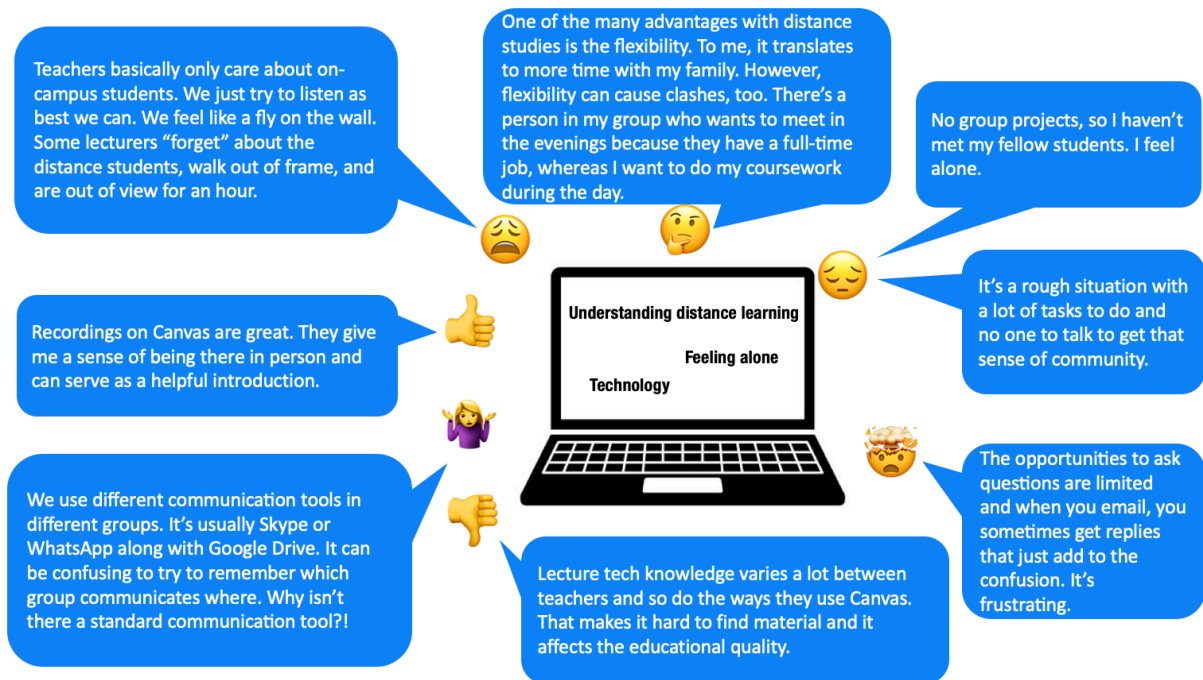 Teachers basically only care about on-
campus students. We just try to listen as
best we can. We feel like a fly on the wall.
Some lecturers “forget” about the
distance students, walk out of frame, and
are out of view for an hour.
One of the many advantages with distance
studies is the flexibility. To me, it translates
to more time with my family. However,
flexibility can cause clashes, too. There’s a
person in my group who wants to meet in
the evenings because they have a full-time
job, whereas I want to do my coursework
during the day.
No group projects, so I haven’t
met my fellow students. I feel
alone.
It’s a rough situation with
a lot of tasks to do and
no one to talk to get that
sense of community.
Recordings on Canvas are great. They give
me a sense of being there in person and
can serve as a helpful introduction.
Understanding distance learning
Feeling alone
Technology
We use different communication tools in
different groups. It’s usually Skype or
WhatsApp along with Google Drive. It can
be confusing to try to remember which
group communicates where. Why isn’t
there a standard communication tool?!
Lecture tech knowledge varies a lot between
teachers and so do the ways they use Canvas.
That makes it hard to find material and it
affects the educational quality.
The opportunities to ask
questions are limited
and when you email, you
sometimes get replies
that just add to the
confusion. It’s
frustrating.